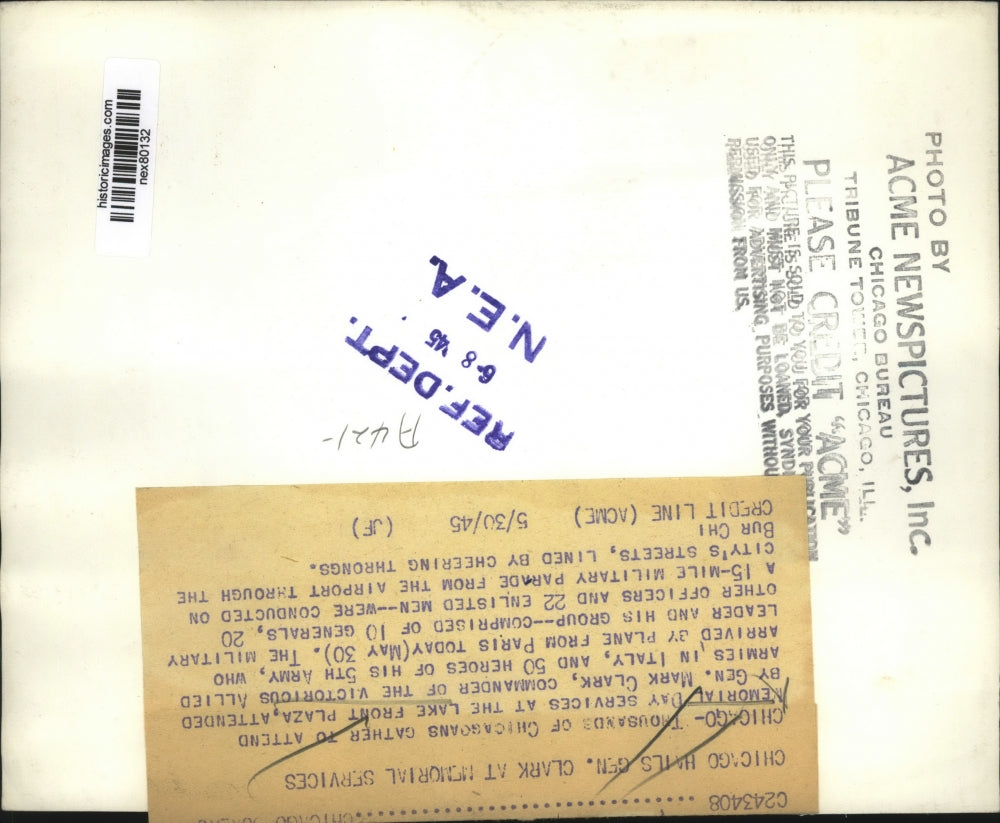 historicimages.com
nex80132
PHOTO BY
ACME NEWSPICTURES, Inc.
CHICAGO BUREAU
TRIBUNE TOWER, CHICAGO, ILL.
PLEASE CREDIT "ACME"
THIS PICTURE IS SOLD TO YOU FOR YOUR PUBLICATION
ONLY AND MUST NOT BE LOANED, SYNDI
USED FOR ADVERTISING PURPOSES WITHOU
PERMISSION FROM US.
REF. DEPT.
6-8 '45
N.E.A.
A421-
C243408 CHICAGO
CHICAGO HAILS GEN. CLARK AT MEMORIAL SERVICES
CHICAGO- THOUSANDS OF CHICAGOANS GATHER TO ATTEND
MEMORIAL DAY SERVICES AT THE LAKE FRONT PLAZA,ATTENDED
BY GEN. MARK CLARK, COMMANDER OF THE VICTORIOUS ALLIED
ARMIES IN ITALY, AND 50 HEROES OF HIS 5TH ARMY, WHO
ARRIVED BY PLANE FROM PARIS TODAY(MAY 30). THE MILITARY
LEADER AND HIS GROUP--COMPRISED OF 10 GENERALS, 20
OTHER OFFICERS AND 22 ENLISTED MEN--WERE CONDUCTED ON
A 15-MILE MILITARY PARADE FROM THE AIRPORT THROUGH THE
CITY'S STREETS, LINED BY CHEERING THRONGS.
BUR CHI
CREDIT LINE (ACME) 5/30/45 (JF)